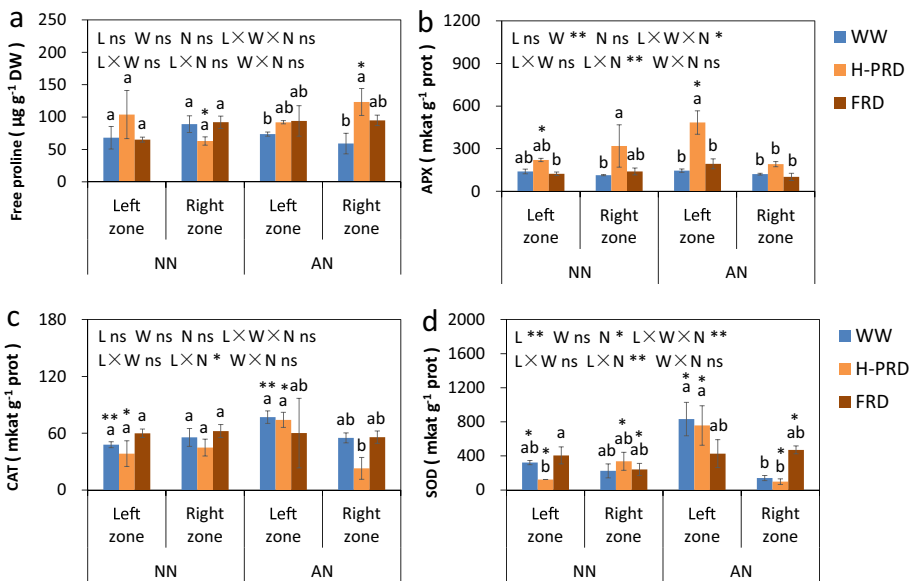 a
Free proline ( µg g⁻¹ DW)
250
200
150
100
50
0
L ns W ns N ns L×W×N ns
L×W ns L×N ns W×N ns
a a a
a * a a
b ab ab
b * a ab
Left zone
Right zone
Left zone
Right zone
NN
AN
b
APX ( mkat g⁻¹ prot)
1200
900
600
300
0
L ns W ** N ns L×W×N *
L×W ns L×N ** W×N ns
ab * ab b
b a ab
b * a b
b b b
Left zone
Right zone
Left zone
Right zone
NN
AN
WW
H-PRD
FRD
c
CAT ( mkat g⁻¹ prot)
180
120
60
0
L ns W ns N ns L×W×N ns
L×W ns L×N * W×N ns
** a * a a
a a a
** a * a ab
ab b ab
Left zone
Right zone
Left zone
Right zone
NN
AN
d
SOD ( mkat g⁻¹ prot)
2000
1600
1200
800
400
0
L ** W ns N * L×W×N **
L×W ns L×N ** W×N ns
* ab * b a
ab * ab * ab
* a * a ab
b * b * ab
Left zone
Right zone
Left zone
Right zone
NN
AN
WW
H-PRD
FRD